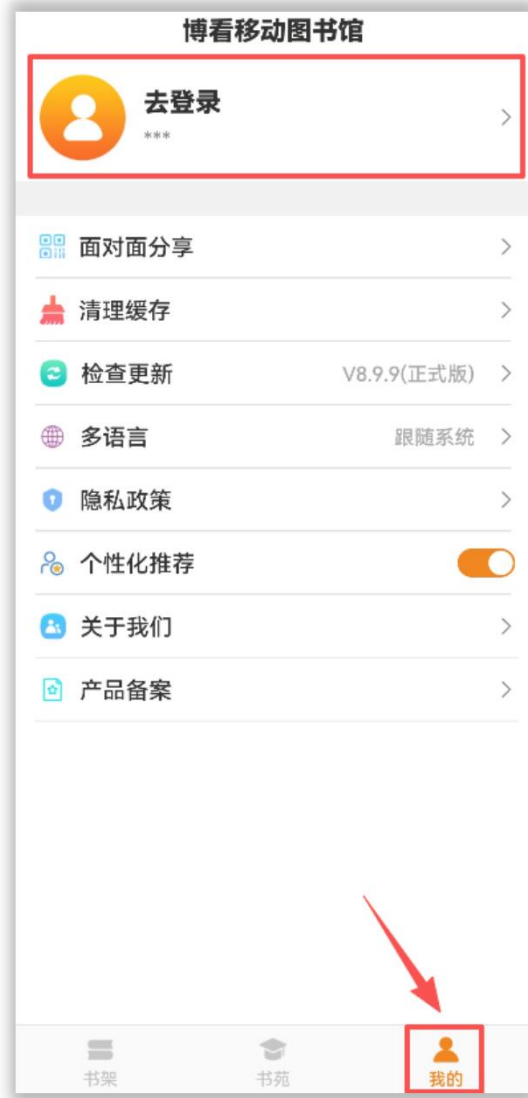 博看移动图书馆
去登录
***
面对面分享
清理缓存
检查更新 V8.9.9(正式版)
多语言 跟随系统
隐私政策
个性化推荐
关于我们
产品备案
书架 书苑 我的